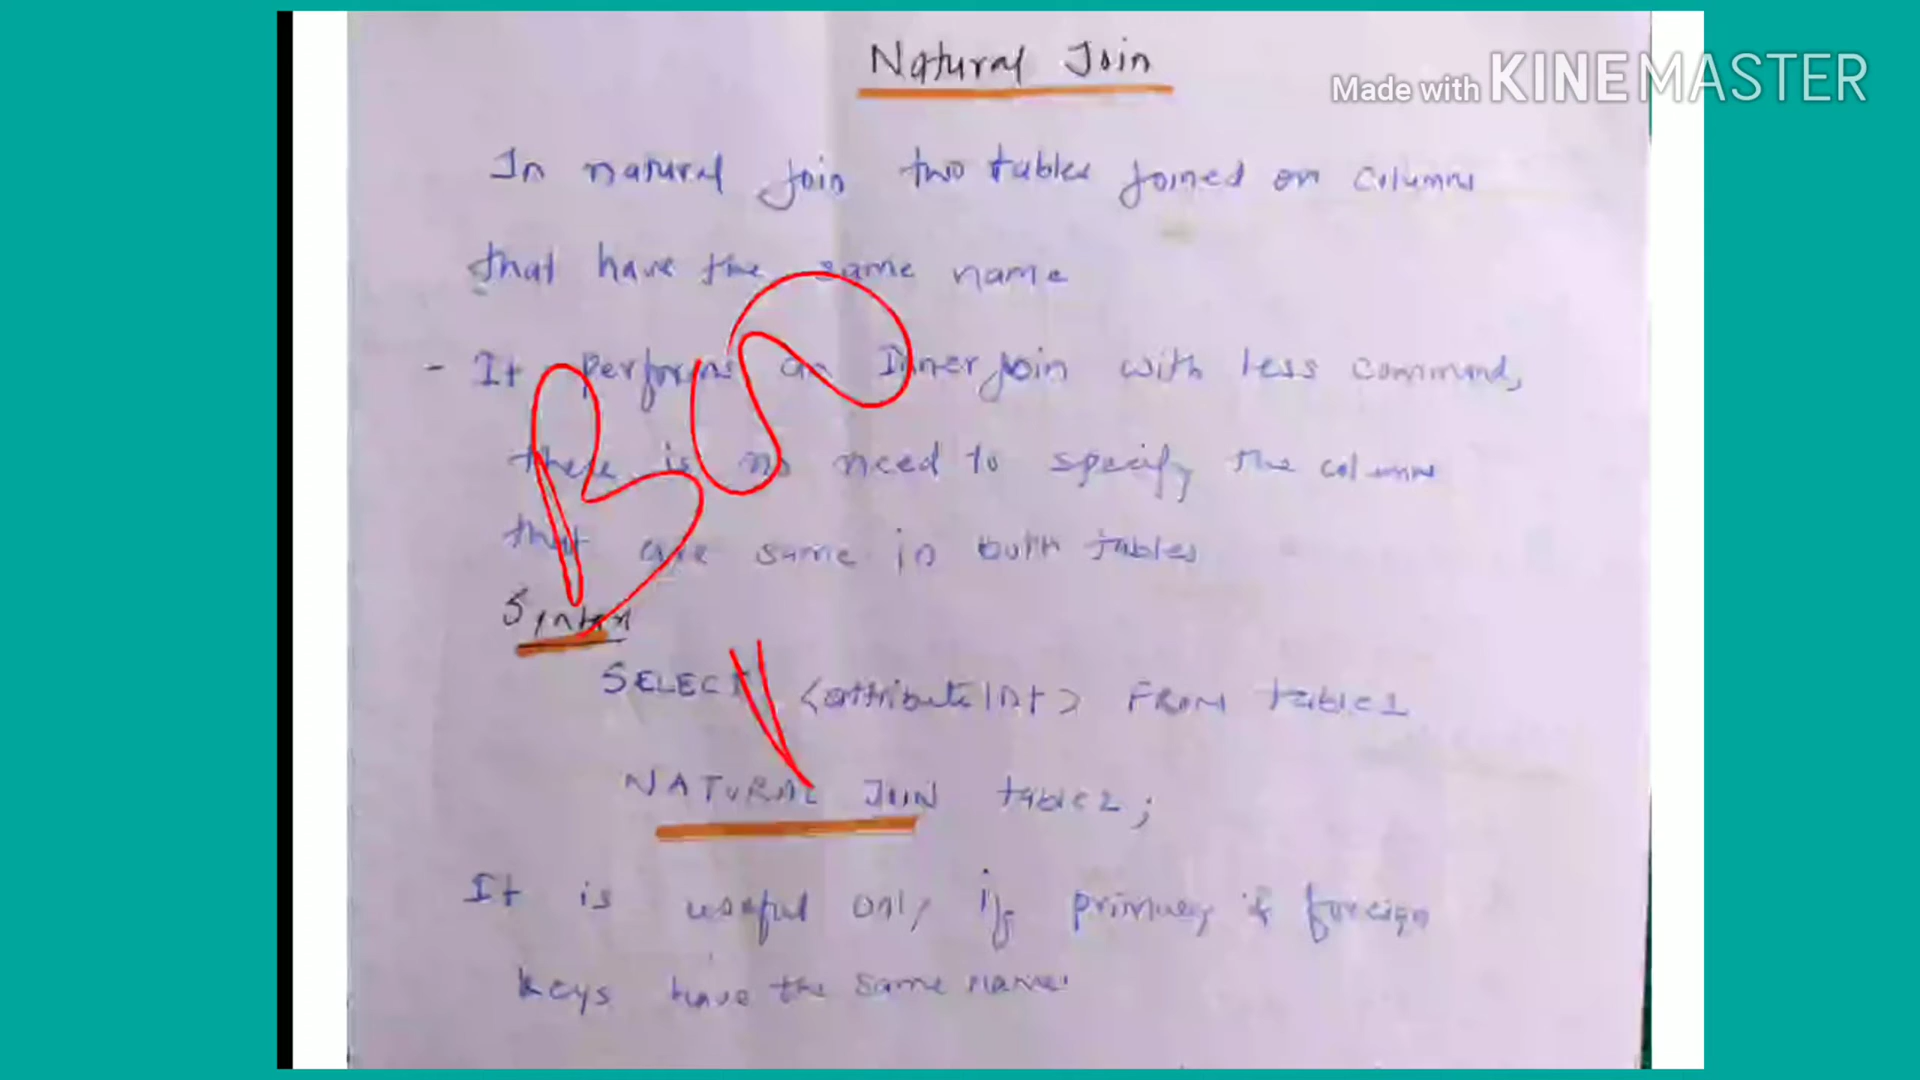 Natural Join
Made with KINEMASTER
In natural join two tables joined on columns
that have the same name
- It performs an Inner join with less command,
there is no need to specify the columns
that are same in both tables
Syntax
SELECT <attribute list> FROM table1
NATURAL JOIN table2;
It is useful only if primary & foreign
keys have the same name